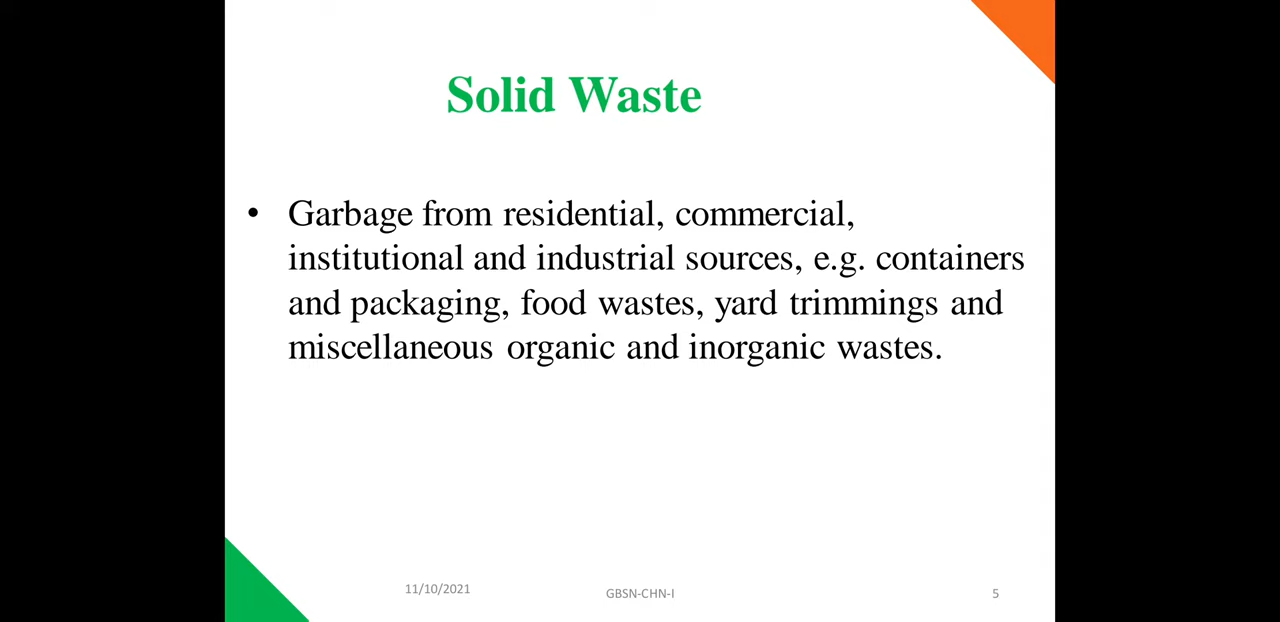 Solid Waste
• Garbage from residential, commercial,
institutional and industrial sources, e.g. containers
and packaging, food wastes, yard trimmings and
miscellaneous organic and inorganic wastes.
11/10/2021
GBSN-CHN-I
5